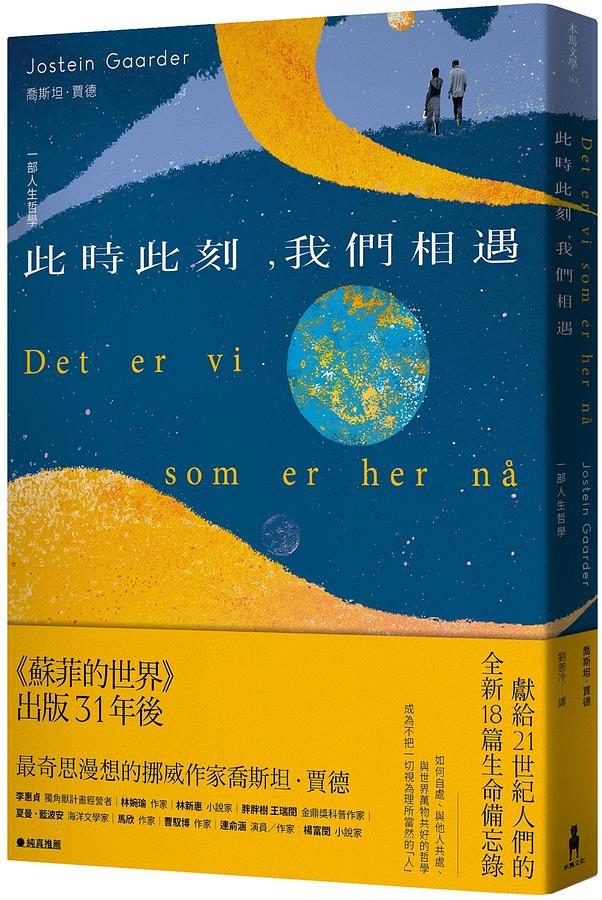 Jostein Gaarder
喬斯坦·賈德
一部人生哲學
此時此刻，我們相遇
Det er vi
som er her nå
《蘇菲的世界》
出版31年後
最奇思漫想的挪威作家喬斯坦·賈德
李惠貞 獨角獸計畫經營者｜林婉瑜 作家｜林新惠 小說家｜胖胖樹 王瑞閔 金鼎獎科普作家｜
夏曼·藍波安 海洋文學家｜馬欣 作家｜曹馭博 作家｜連俞涵 演員／作家｜楊富閔 小說家
●純真推薦
獻給21世紀人們的
全新18篇生命備忘錄
如何自處、與他人共處、
與世界萬物共好的哲學
成為不把一切視為理所當然的「人」
木馬文化
木馬文學
163
此時此刻，我們相遇
Det er vi som er her nå
一部人生哲學
Jostein Gaarder
喬斯坦·賈德
譯